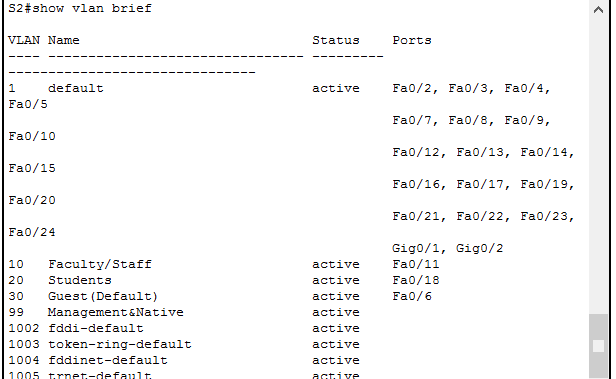 S2#show vlan brief
VLAN Name Status Ports
---- -------------------------------- ---------
-------------------------------
1 default active Fa0/2, Fa0/3, Fa0/4,
Fa0/5
Fa0/7, Fa0/8, Fa0/9,
Fa0/10
Fa0/12, Fa0/13, Fa0/14,
Fa0/15
Fa0/16, Fa0/17, Fa0/19,
Fa0/20
Fa0/21, Fa0/22, Fa0/23,
Fa0/24
Gig0/1, Gig0/2
10 Faculty/Staff active Fa0/11
20 Students active Fa0/18
30 Guest(Default) active Fa0/6
99 Management&Native active
1002 fddi-default active
1003 token-ring-default active
1004 fddinet-default active
1005 trnet-default active